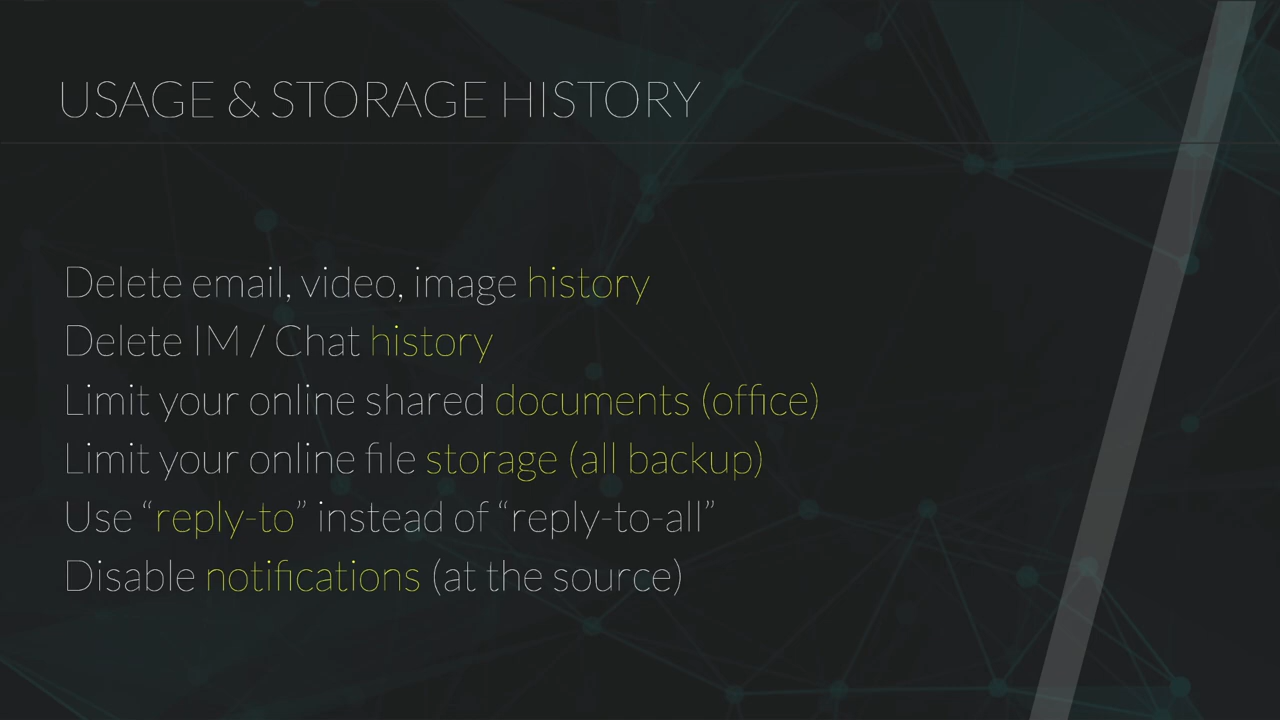 USAGE & STORAGE HISTORY
Delete email, video, image history
Delete IM / Chat history
Limit your online shared documents (office)
Limit your online file storage (all backup)
Use “reply-to” instead of “reply-to-all”
Disable notifications (at the source)